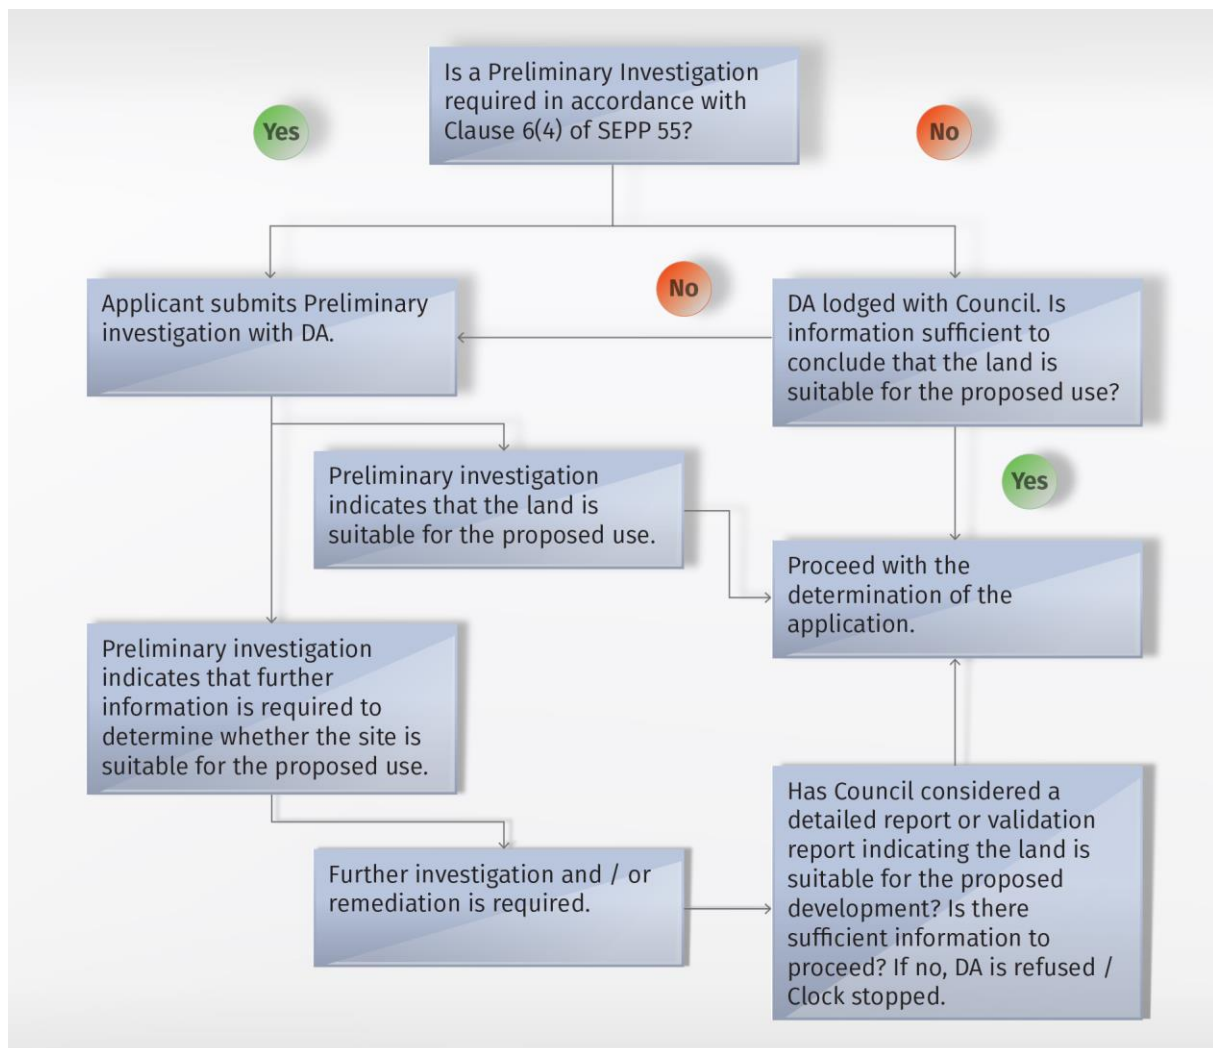 Is a Preliminary Investigation
required in accordance with
Clause 6(4) of SEPP 55?
Yes
No
Applicant submits Preliminary
investigation with DA.
No
DA lodged with Council. Is
information sufficient to
conclude that the land is
suitable for the proposed use?
Preliminary investigation
indicates that the land is
suitable for the proposed use.
Yes
Proceed with the
determination of the
application.
Preliminary investigation
indicates that further
information is required to
determine whether the site is
suitable for the proposed use.
Further investigation and / or
remediation is required.
Has Council considered a
detailed report or validation
report indicating the land is
suitable for the proposed
development? Is there
sufficient information to
proceed? If no, DA is refused /
Clock stopped.